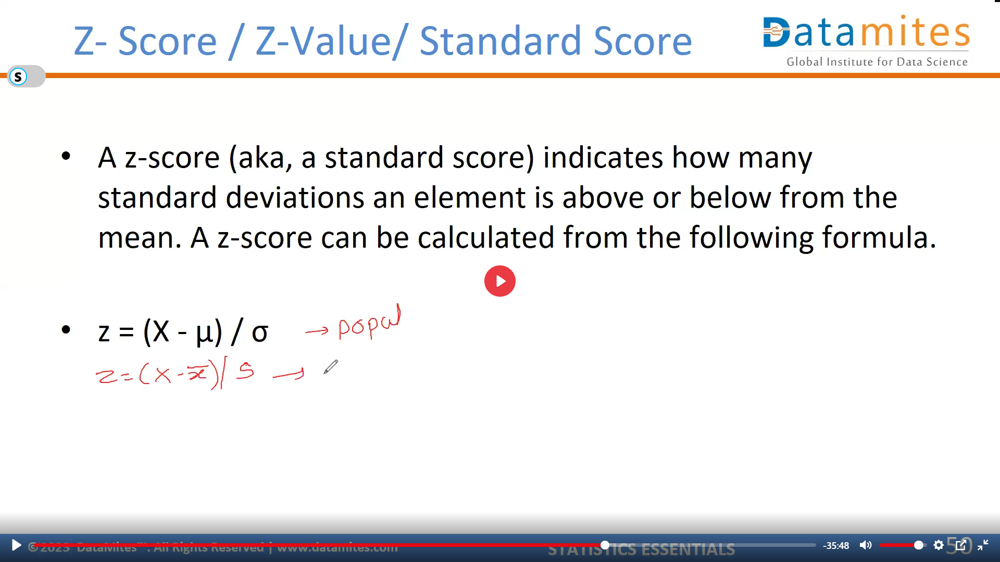 Z- Score / Z-Value/ Standard Score
Datamites
Global Institute for Data Science
S
• A z-score (aka, a standard score) indicates how many
standard deviations an element is above or below from the
mean. A z-score can be calculated from the following formula.
• z = (X - μ) / σ → popul
z = (X - x̄) / S →
© 2023 DataMites™. All Rights Reserved | www.datamites.com
STATISTICS ESSENTIALS
-35:48
50